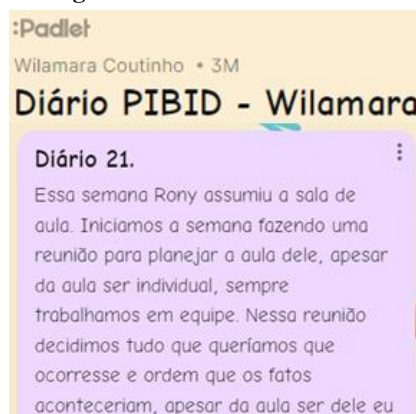 :Padlet
Wilamara Coutinho • 3M
Diário PIBID - Wilamara
Diário 21.
Essa semana Rony assumiu a sala de
aula. Iniciamos a semana fazendo uma
reunião para planejar a aula dele, apesar
da aula ser individual, sempre
trabalhamos em equipe. Nessa reunião
decidimos tudo que queríamos que
ocorresse e ordem que os fatos
aconteceriam, apesar da aula ser dele eu